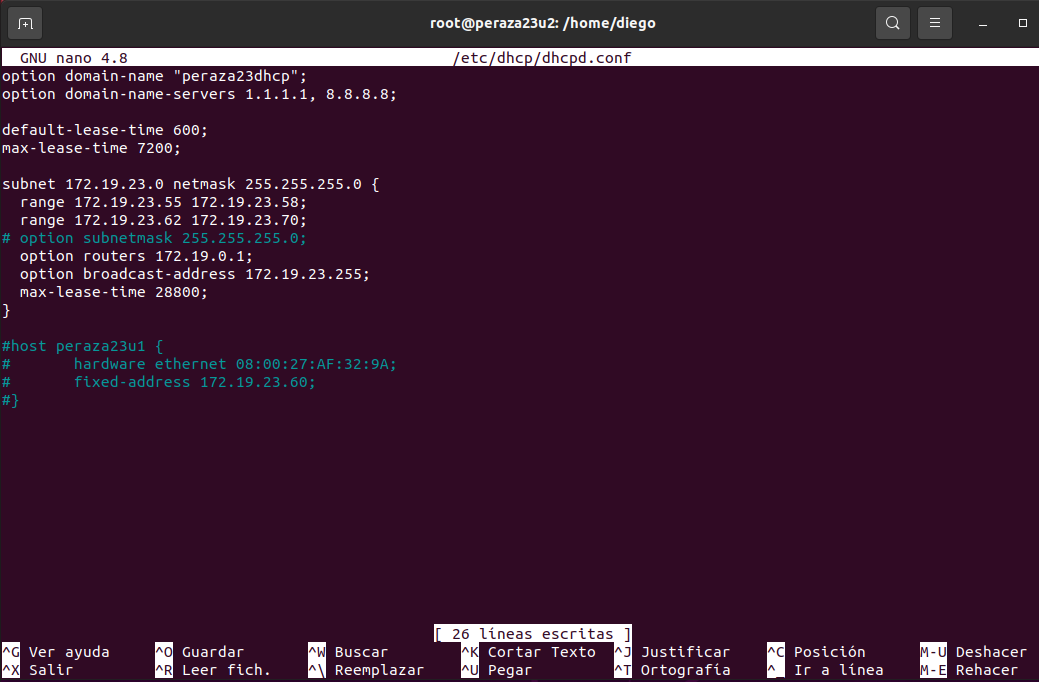 root@peraza23u2: /home/diego
GNU nano 4.8 /etc/dhcp/dhcpd.conf
option domain-name "peraza23dhcp";
option domain-name-servers 1.1.1.1, 8.8.8.8;
default-lease-time 600;
max-lease-time 7200;
subnet 172.19.23.0 netmask 255.255.255.0 {
  range 172.19.23.55 172.19.23.58;
  range 172.19.23.62 172.19.23.70;
# option subnetmask 255.255.255.0;
  option routers 172.19.0.1;
  option broadcast-address 172.19.23.255;
  max-lease-time 28800;
}
#host peraza23u1 {
#       hardware ethernet 08:00:27:AF:32:9A;
#       fixed-address 172.19.23.60;
#}
[ 26 líneas escritas ]
^G Ver ayuda ^O Guardar ^W Buscar ^K Cortar Texto ^J Justificar ^C Posición M-U Deshacer
^X Salir ^R Leer fich. ^\ Reemplazar ^U Pegar ^T Ortografía ^_ Ir a línea M-E Rehacer